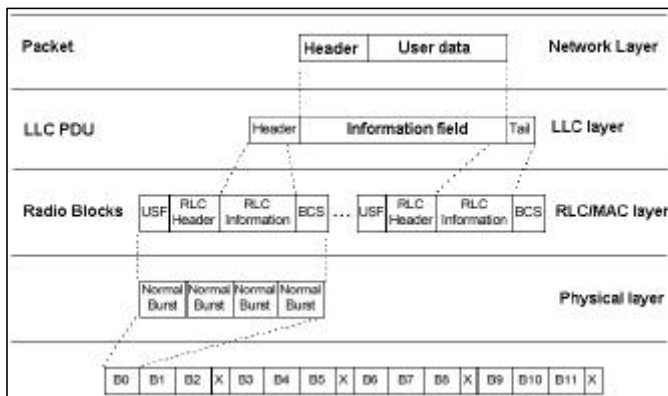 Packet Header User data Network Layer
LLC PDU Header Information field Tail LLC layer
Radio Blocks USF RLC Header RLC Information BCS ... USF RLC Header RLC Information BCS RLC/MAC layer
Normal Burst Normal Burst Normal Burst Normal Burst Physical layer
B0 B1 B2 X B3 B4 B5 X B6 B7 B8 X B9 B10 B11 X